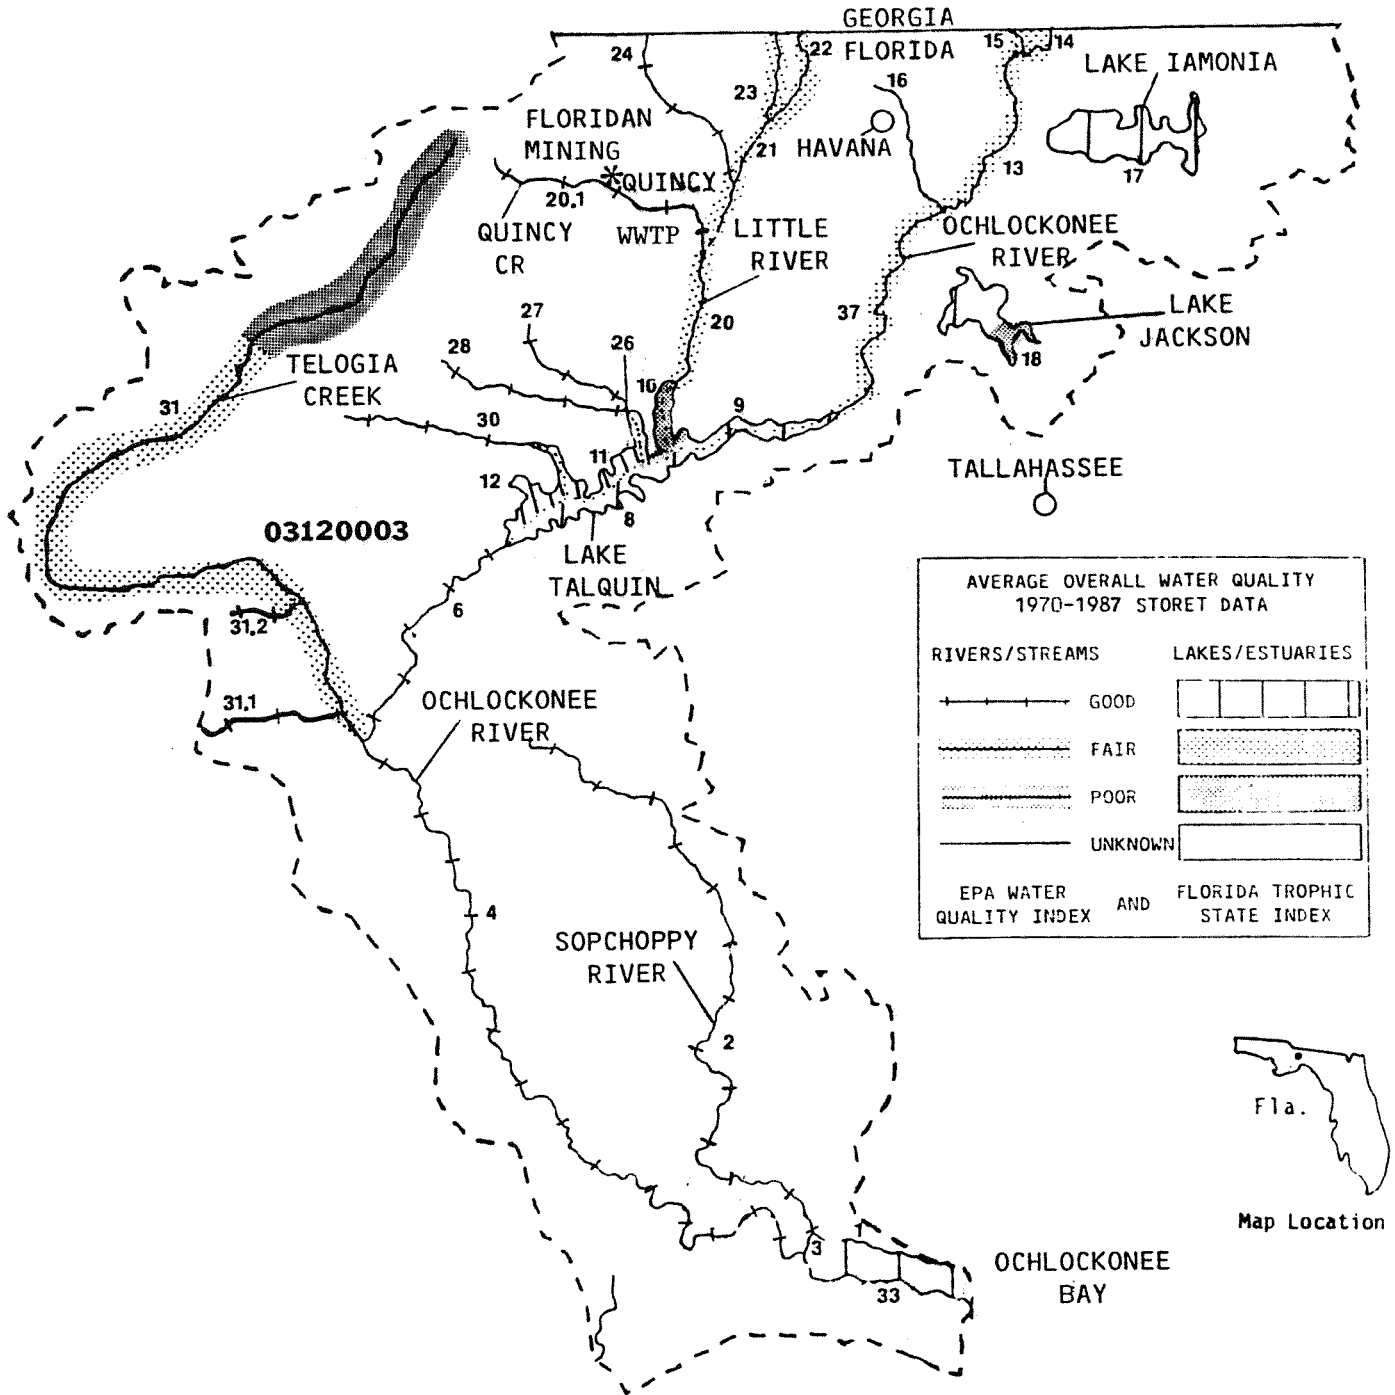 GEORGIA
FLORIDA
24
22
15
14
LAKE IAMONIA
23
16
FLORIDAN
MINING
21
HAVANA
13
17
QUINCY
20.1
QUINCY
CR
WWTP
LITTLE
RIVER
OCHLOCKONEE
RIVER
LAKE
JACKSON
18
27
20
37
28
26
TELOGIA
CREEK
10
31
30
9
11
12
8
TALLAHASSEE
03120003
LAKE
TALQUIN
6
31.2
31.1
OCHLOCKONEE
RIVER
AVERAGE OVERALL WATER QUALITY
1970-1987 STORET DATA
RIVERS/STREAMS LAKES/ESTUARIES
GOOD
FAIR
POOR
UNKNOWN
EPA WATER
QUALITY INDEX
AND
FLORIDA TROPHIC
STATE INDEX
4
SOPCHOPPY
RIVER
2
Fla.
Map Location
3
33
OCHLOCKONEE
BAY